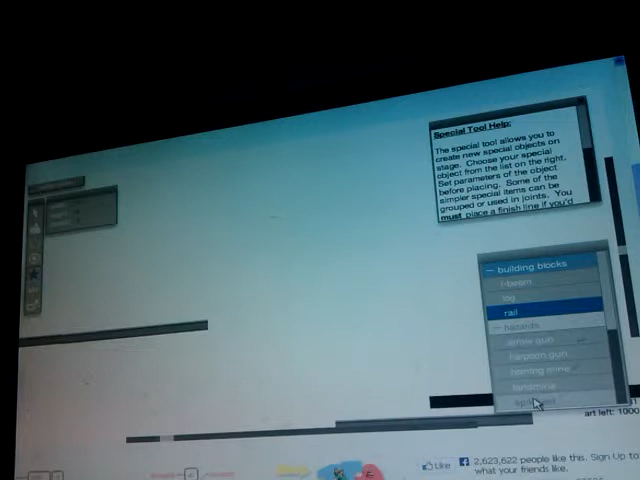 Special Tool Help:
The special tool allows you to
create new special objects on
stage. Choose your special
object from the list on the right.
Set parameters of the object
before placing. Some of the
simpler special items can be
grouped or used in joints. You
must place a finish line if you'd
— building blocks
i-beam
log
rail
— hazards
arrow gun
harpoon gun
homing mine
landmine
art left: 1000
Like
2,623,622 people like this. Sign Up to
what your friends like.